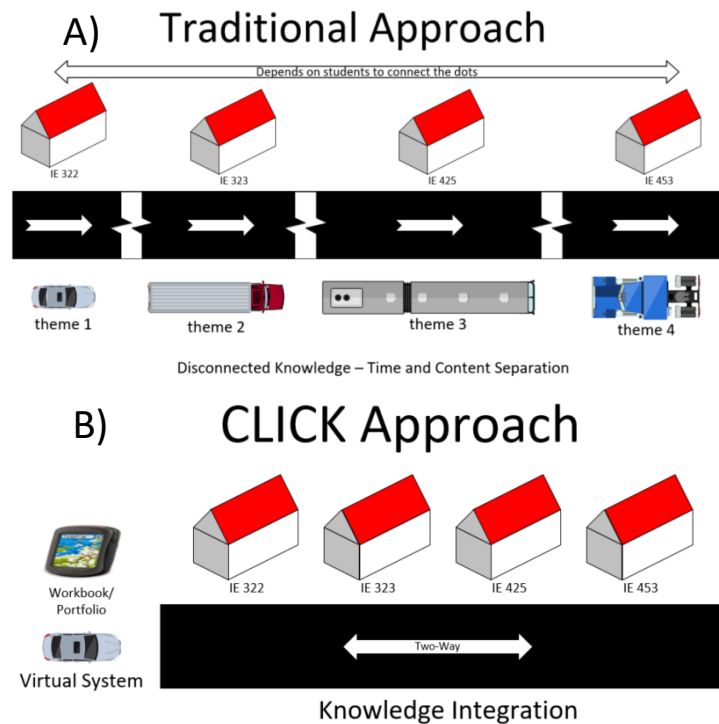 A)
Traditional Approach
Depends on students to connect the dots
IE 322
IE 323
IE 425
IE 453
theme 1
theme 2
theme 3
theme 4
Disconnected Knowledge – Time and Content Separation
B)
CLICK Approach
Workbook/
Portfolio
IE 322
IE 323
IE 425
IE 453
Two-Way
Virtual System
Knowledge Integration